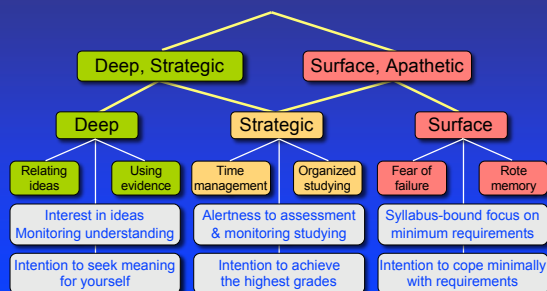 Deep, Strategic
Surface, Apathetic
Deep
Strategic
Surface
Relating
ideas
Using
evidence
Time
management
Organized
studying
Fear of
failure
Rote
memory
Interest in ideas
Monitoring understanding
Alertness to assessment
& monitoring studying
Syllabus-bound focus on
minimum requirements
Intention to seek meaning
for yourself
Intention to achieve
the highest grades
Intention to cope minimally
with requirements